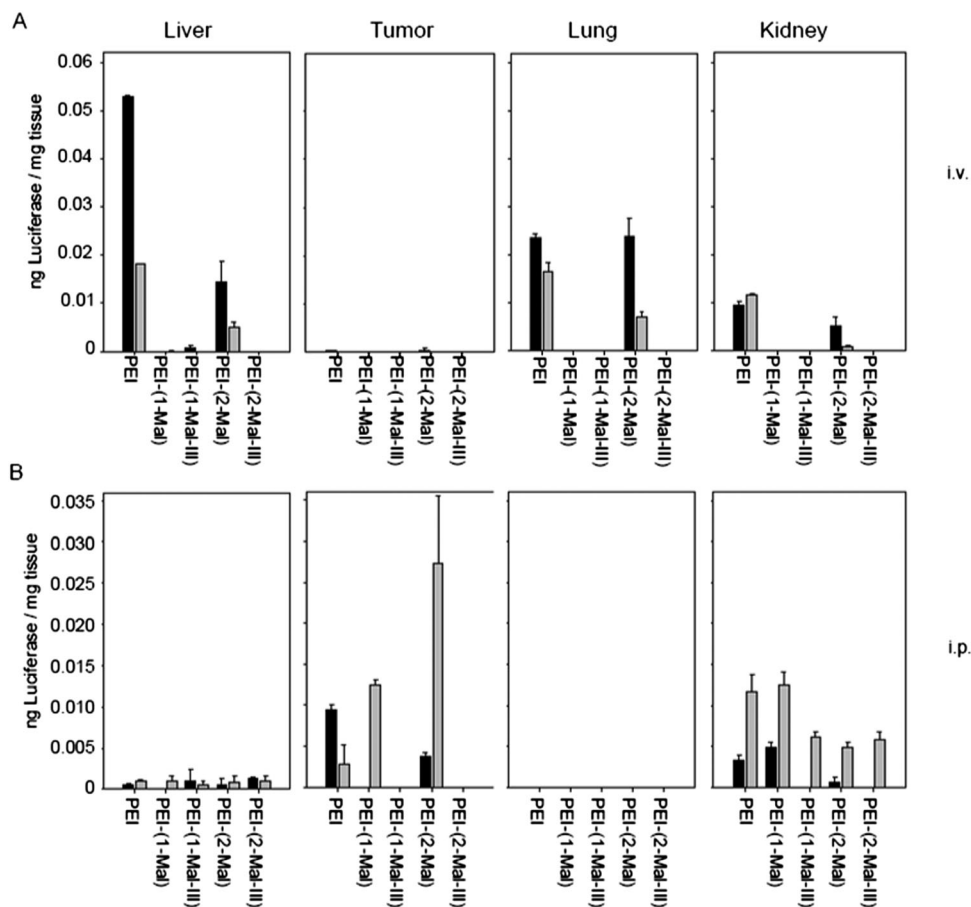 A
Liver Tumor Lung Kidney
ng Luciferase / mg tissue
0.06
0.05
0.04
0.03
0.02
0.01
0
PEI PEI-(1-Mal) PEI-(1-Mal-III) PEI-(2-Mal) PEI-(2-Mal-III)
PEI PEI-(1-Mal) PEI-(1-Mal-III) PEI-(2-Mal) PEI-(2-Mal-III)
PEI PEI-(1-Mal) PEI-(1-Mal-III) PEI-(2-Mal) PEI-(2-Mal-III)
PEI PEI-(1-Mal) PEI-(1-Mal-III) PEI-(2-Mal) PEI-(2-Mal-III)
i.v.
B
ng Luciferase / mg tissue
0.035
0.030
0.025
0.020
0.015
0.010
0.005
0
PEI PEI-(1-Mal) PEI-(1-Mal-III) PEI-(2-Mal) PEI-(2-Mal-III)
PEI PEI-(1-Mal) PEI-(1-Mal-III) PEI-(2-Mal) PEI-(2-Mal-III)
PEI PEI-(1-Mal) PEI-(1-Mal-III) PEI-(2-Mal) PEI-(2-Mal-III)
PEI PEI-(1-Mal) PEI-(1-Mal-III) PEI-(2-Mal) PEI-(2-Mal-III)
i.p.